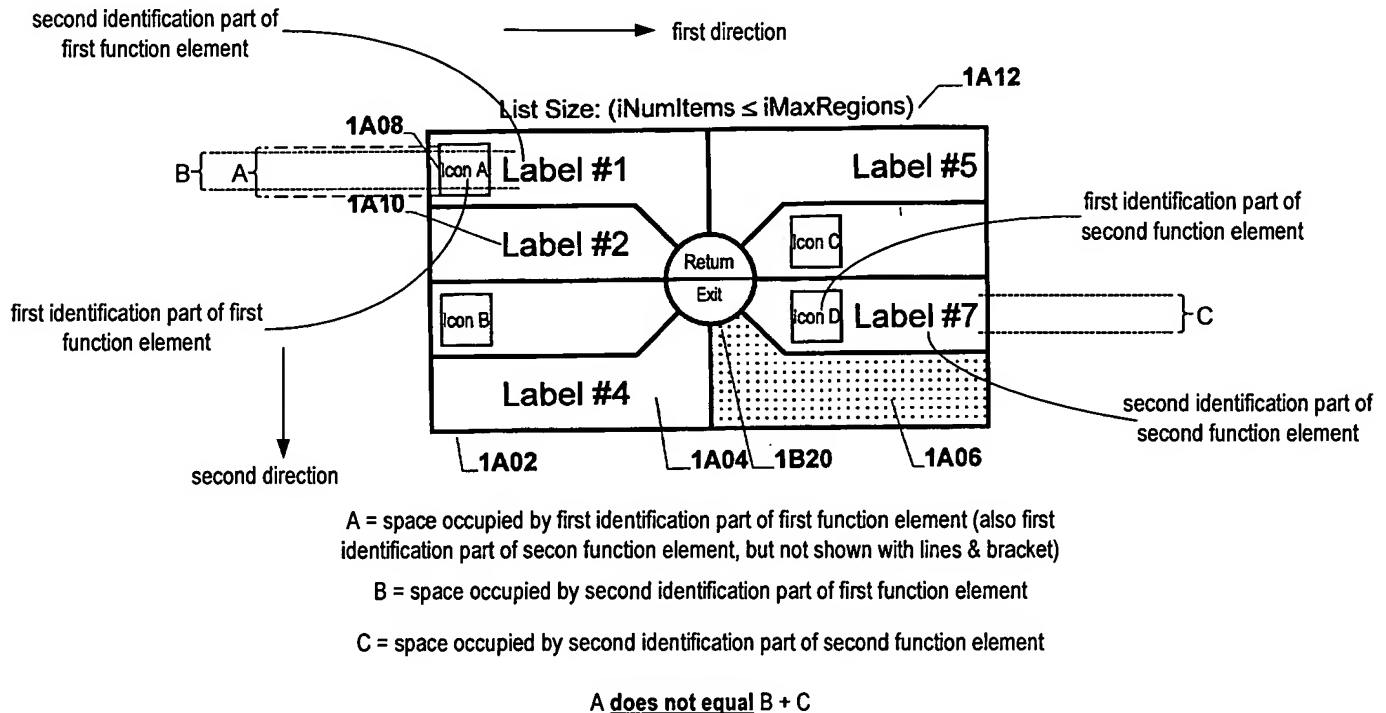 second identification part of
first function element
first direction
1A12
List Size: (iNumItems ≤ iMaxRegions)
1A08
B
A
Icon A
Label #1
Label #5
1A10
Label #2
Icon C
first identification part of
second function element
Return
Exit
first identification part of first
function element
Icon B
Icon D
Label #7
C
Label #4
second identification part of
second function element
second direction
1A02
1A04
1B20
1A06
A = space occupied by first identification part of first function element (also first
identification part of secon function element, but not shown with lines & bracket)
B = space occupied by second identification part of first function element
C = space occupied by second identification part of second function element
A does not equal B + C